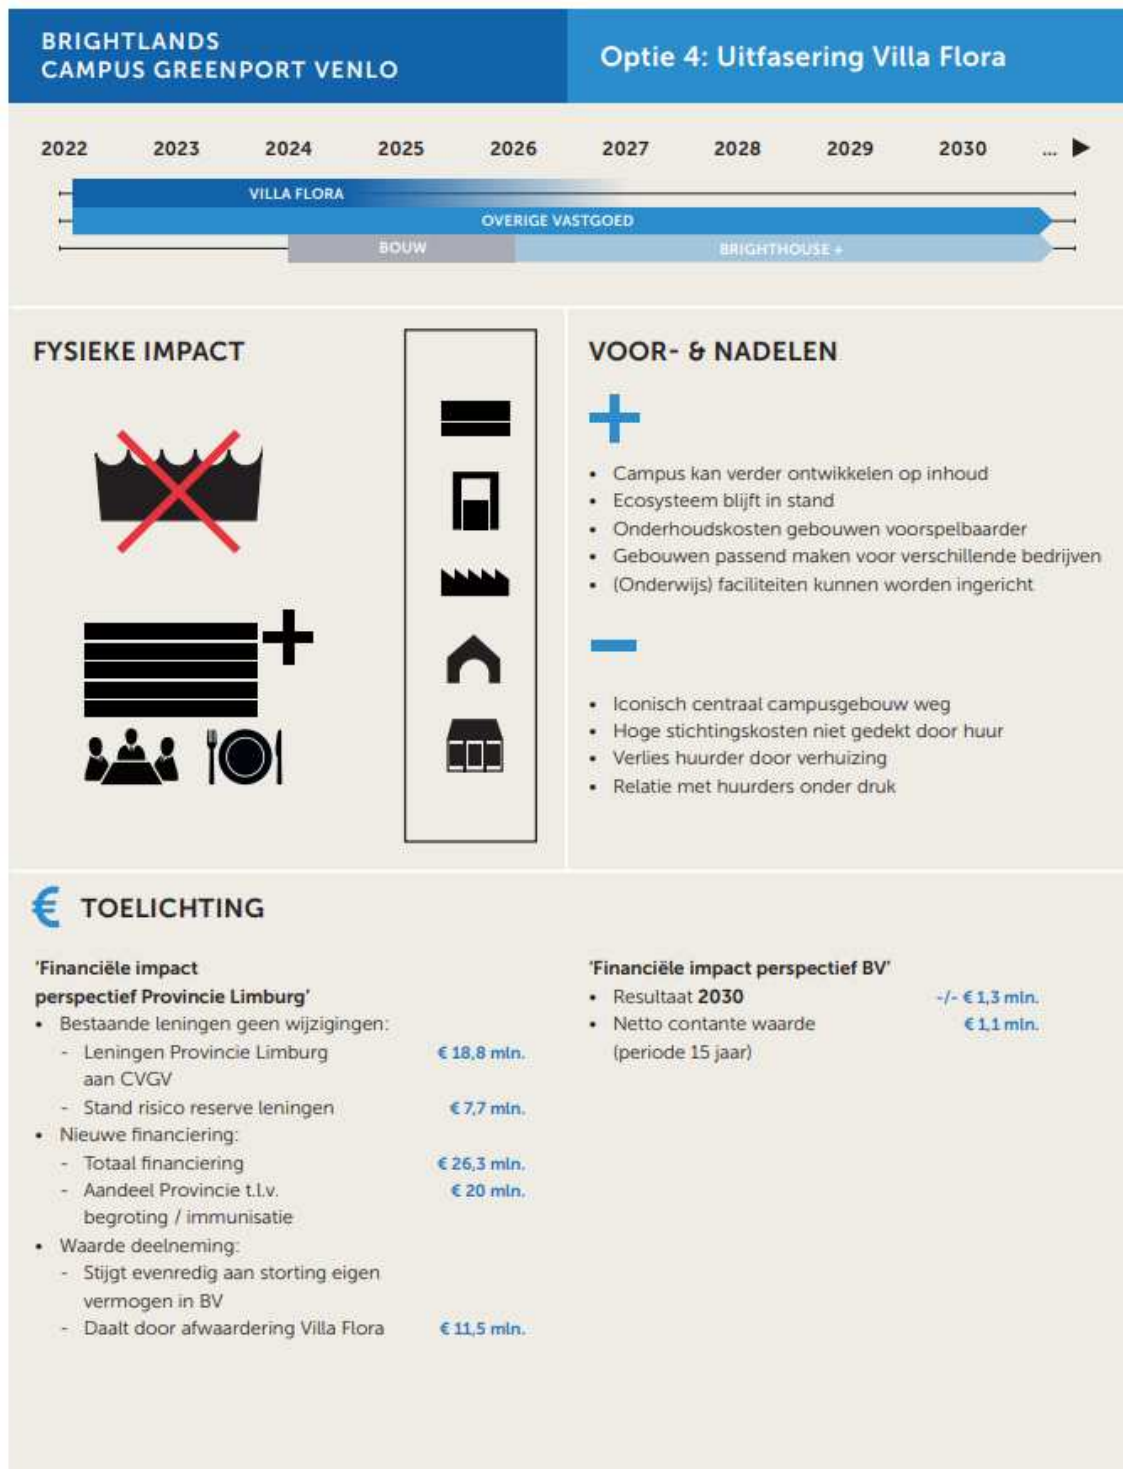 BRIGHTLANDS
CAMPUS GREENPORT VENLO
Optie 4: Uitfasering Villa Flora
2022 2023 2024 2025 2026 2027 2028 2029 2030 ...
VILLA FLORA
OVERIGE VASTGOED
BOUW BRIGHTHOUSE +
FYSIEKE IMPACT
VOOR- & NADELEN
• Campus kan verder ontwikkelen op inhoud
• Ecosysteem blijft in stand
• Onderhoudskosten gebouwen voorspelbaarder
• Gebouwen passend maken voor verschillende bedrijven
• (Onderwijs) faciliteiten kunnen worden ingericht
• Iconisch centraal campusgebouw weg
• Hoge stichtingskosten niet gedekt door huur
• Verlies huurder door verhuizing
• Relatie met huurders onder druk
€ TOELICHTING
'Financiële impact
perspectief Provincie Limburg'
• Bestaande leningen geen wijzigingen:
- Leningen Provincie Limburg € 18,8 mln.
aan CVGV
- Stand risico reserve leningen € 7,7 mln.
• Nieuwe financiering:
- Totaal financiering € 26,3 mln.
- Aandeel Provincie t.l.v. € 20 mln.
begroting / immunisatie
• Waarde deelneming:
- Stijgt evenredig aan storting eigen
vermogen in BV
- Daalt door afwaardering Villa Flora € 11,5 mln.
'Financiële impact perspectief BV'
• Resultaat 2030 -/- € 1,3 mln.
• Netto contante waarde € 1,1 mln.
(periode 15 jaar)